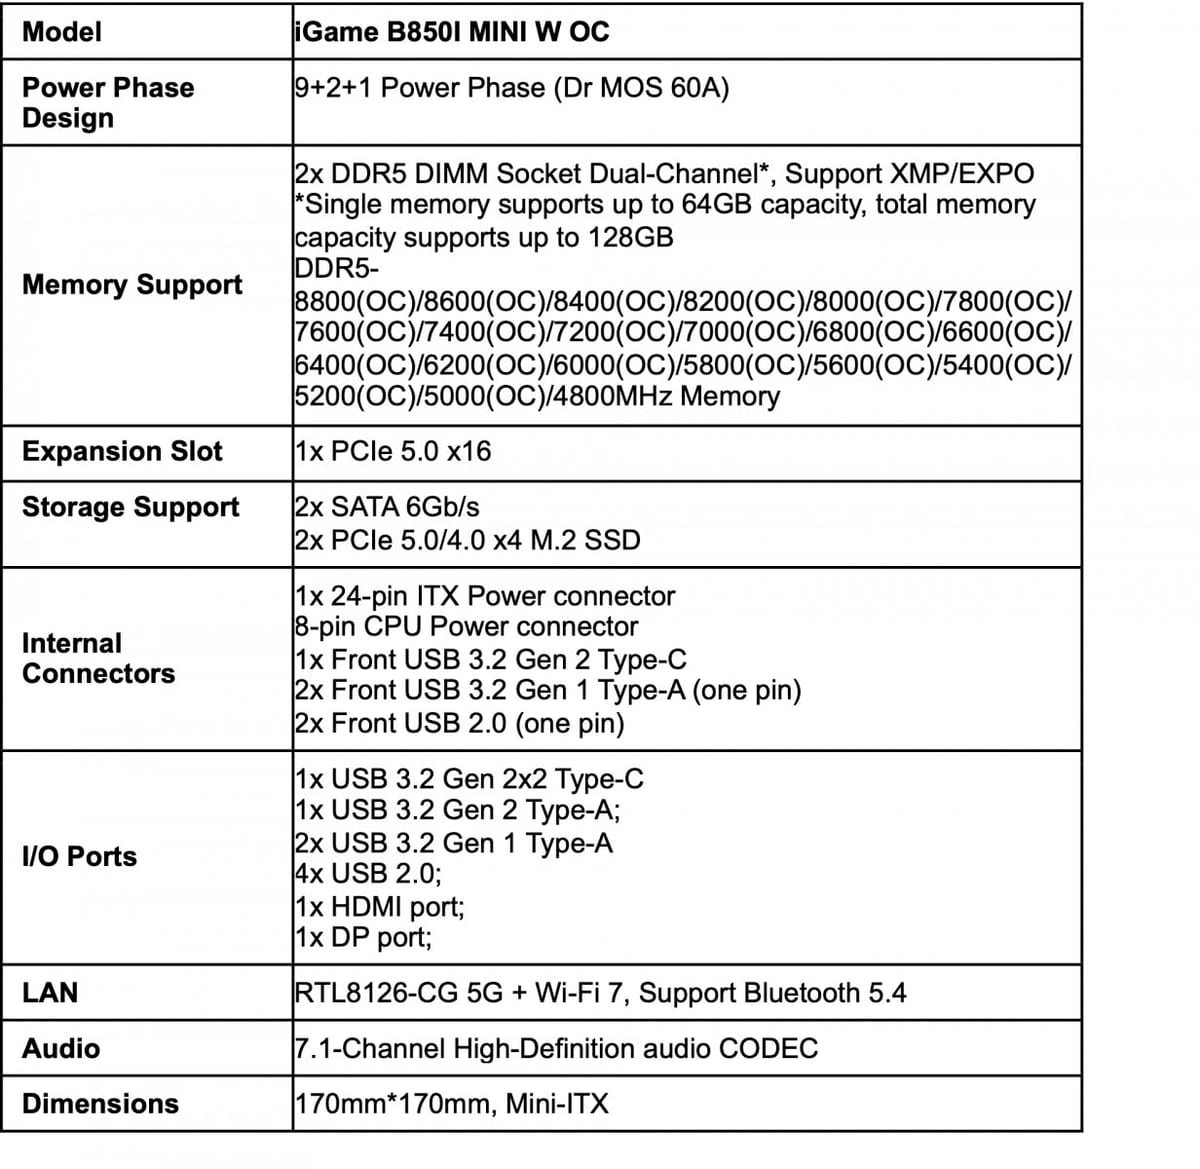 Model
iGame B850I MINI W OC
Power Phase
Design
9+2+1 Power Phase (Dr MOS 60A)
Memory Support
2x DDR5 DIMM Socket Dual-Channel*, Support XMP/EXPO
*Single memory supports up to 64GB capacity, total memory
capacity supports up to 128GB
DDR5-
8800(OC)/8600(OC)/8400(OC)/8200(OC)/8000(OC)/7800(OC)/
7600(OC)/7400(OC)/7200(OC)/7000(OC)/6800(OC)/6600(OC)/
6400(OC)/6200(OC)/6000(OC)/5800(OC)/5600(OC)/5400(OC)/
5200(OC)/5000(OC)/4800MHz Memory
Expansion Slot
1x PCIe 5.0 x16
Storage Support
2x SATA 6Gb/s
2x PCIe 5.0/4.0 x4 M.2 SSD
Internal
Connectors
1x 24-pin ITX Power connector
8-pin CPU Power connector
1x Front USB 3.2 Gen 2 Type-C
2x Front USB 3.2 Gen 1 Type-A (one pin)
2x Front USB 2.0 (one pin)
I/O Ports
1x USB 3.2 Gen 2x2 Type-C
1x USB 3.2 Gen 2 Type-A;
2x USB 3.2 Gen 1 Type-A
4x USB 2.0;
1x HDMI port;
1x DP port;
LAN
RTL8126-CG 5G + Wi-Fi 7, Support Bluetooth 5.4
Audio
7.1-Channel High-Definition audio CODEC
Dimensions
170mm*170mm, Mini-ITX